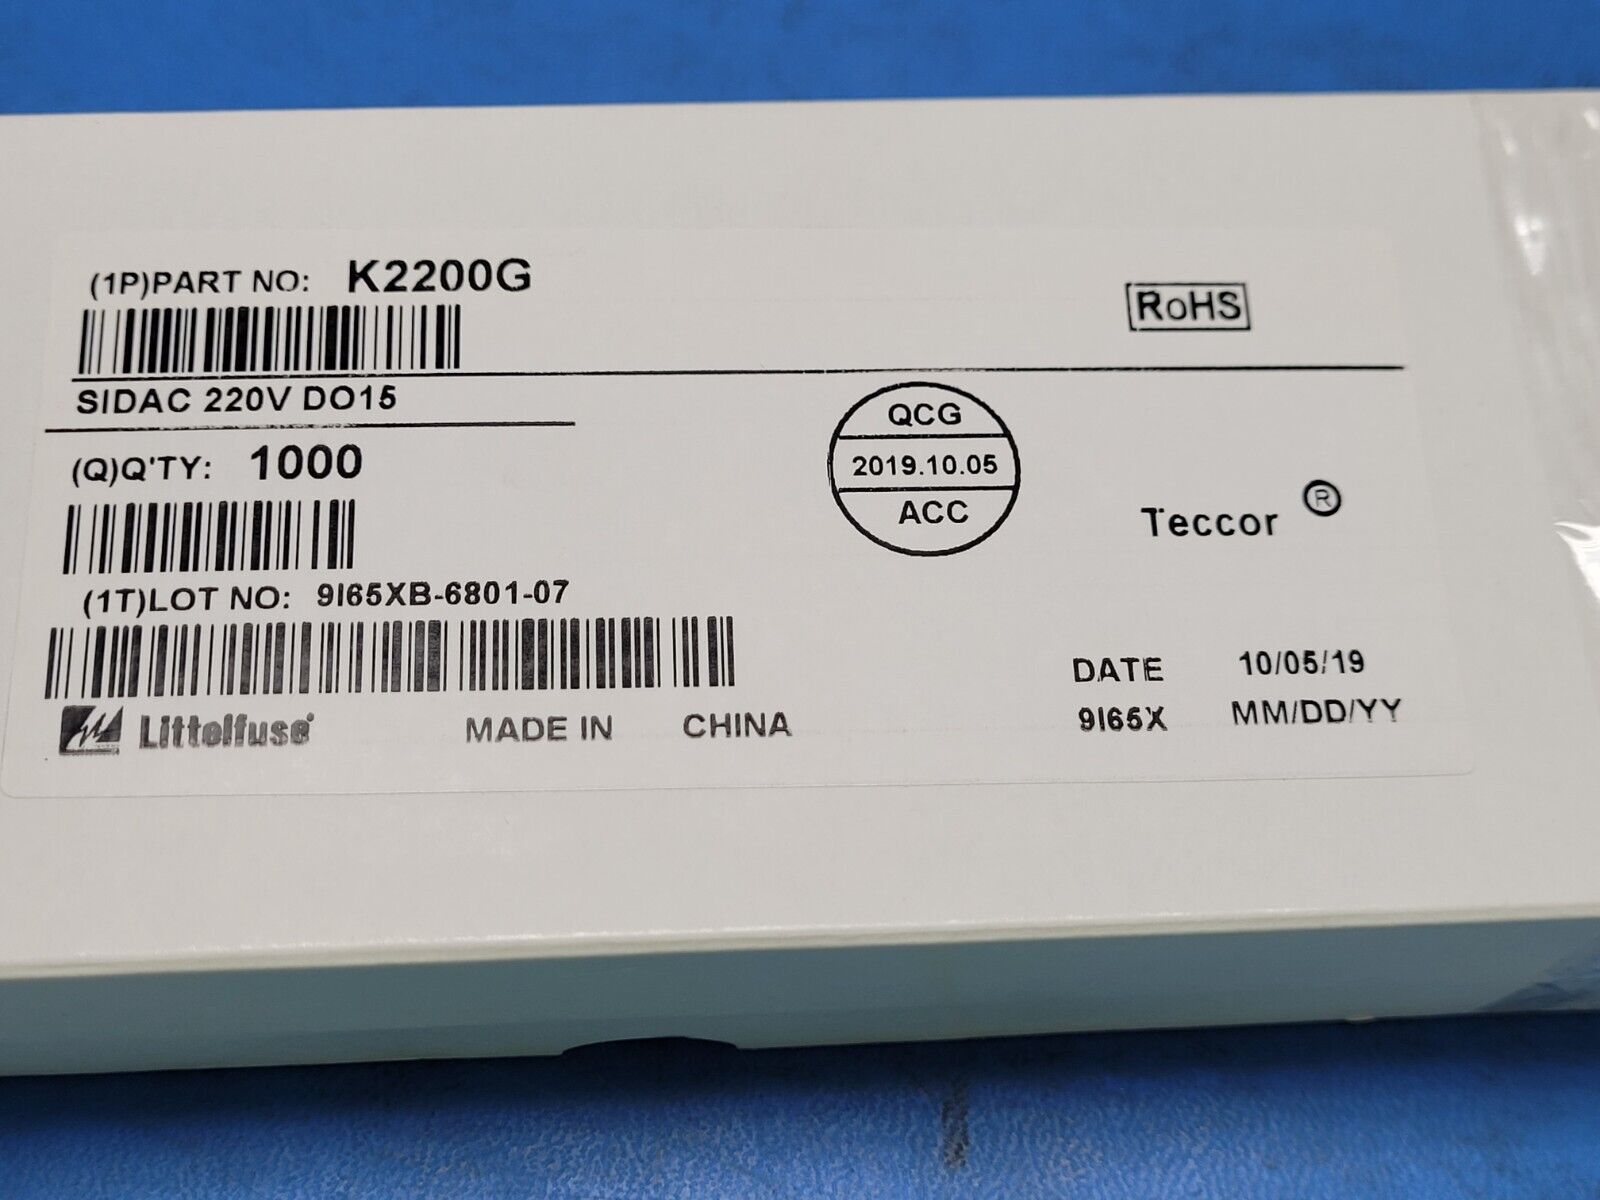 (1P)PART NO: K2200G
RoHS
SIDAC 220V DO15
(Q)Q'TY: 1000
QCG
2019.10.05
ACC
Teccor ®
(1T)LOT NO: 9I65XB-6801-07
DATE 10/05/19
9I65X MM/DD/YY
Littelfuse® MADE IN CHINA